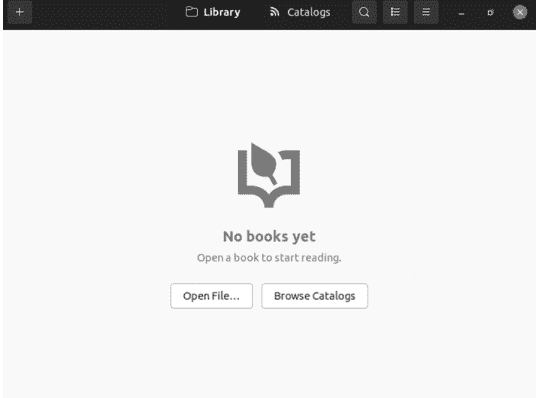 Library Catalogs
No books yet
Open a book to start reading.
Open File... Browse Catalogs